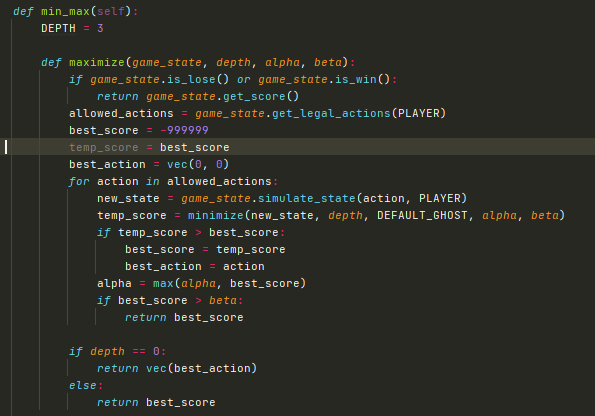 def min_max(self):
    DEPTH = 3

    def maximize(game_state, depth, alpha, beta):
        if game_state.is_lose() or game_state.is_win():
            return game_state.get_score()
        allowed_actions = game_state.get_legal_actions(PLAYER)
        best_score = -999999
        temp_score = best_score
        best_action = vec(0, 0)
        for action in allowed_actions:
            new_state = game_state.simulate_state(action, PLAYER)
            temp_score = minimize(new_state, depth, DEFAULT_GHOST, alpha, beta)
            if temp_score > best_score:
                best_score = temp_score
                best_action = action
            alpha = max(alpha, best_score)
            if best_score > beta:
                return best_score

        if depth == 0:
            return vec(best_action)
        else:
            return best_score